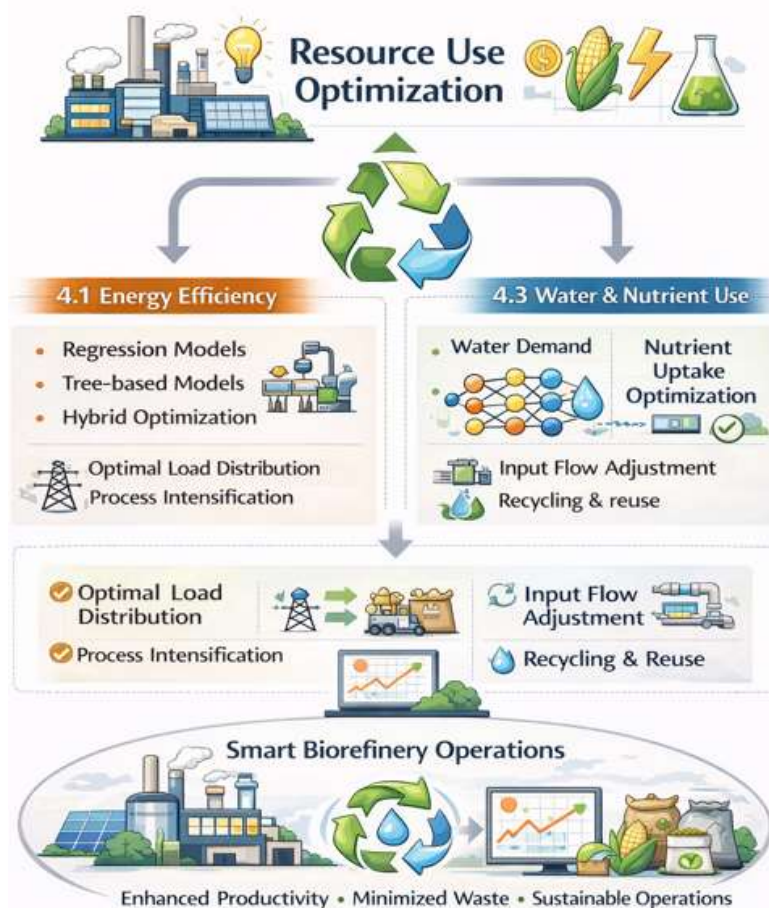 Resource Use
Optimization
4.1 Energy Efficiency
• Regression Models
• Tree-based Models
• Hybrid Optimization
Optimal Load Distribution
Process Intensification
4.3 Water & Nutrient Use
• Water Demand
Nutrient
Uptake
Optimization
Input Flow Adjustment
Recycling & reuse
Optimal Load
Distribution
Process Intensification
Input Flow
Adjustment
Recycling & Reuse
Smart Biorefinery Operations
Enhanced Productivity • Minimized Waste • Sustainable Operations